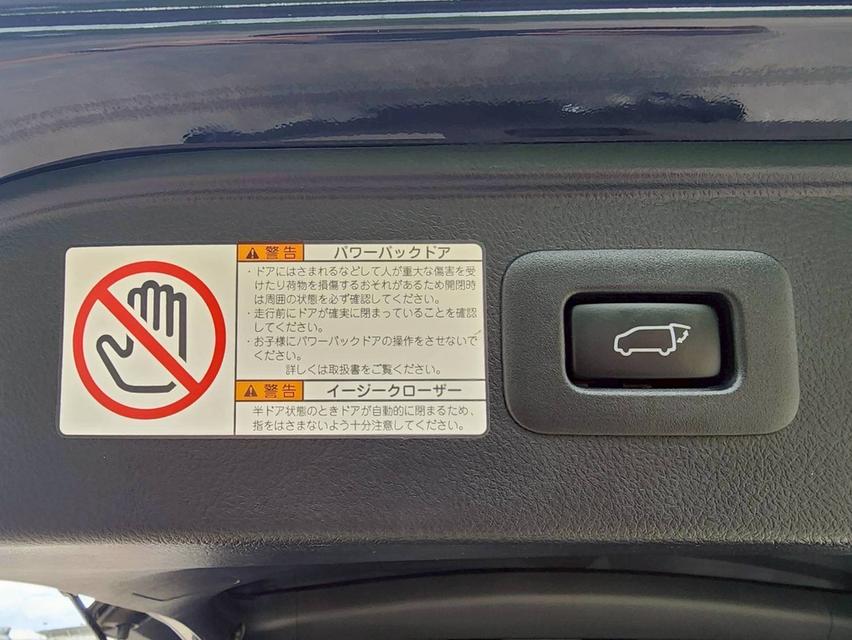 警告 パワーバックドア
・ドアにはさまれるなどして人が重大な傷害を受
けたり荷物を損傷するおそれがあるため開閉時
は周囲の状態を必ず確認してください。
・走行前にドアが確実に閉まっていることを確認
してください。
・お子様にパワーバックドアの操作をさせないで
ください。
詳しくは取扱書をご覧ください。
警告 イージークローザー
半ドア状態のときドアが自動的に閉まるため、
指をはさまないよう十分注意してください。